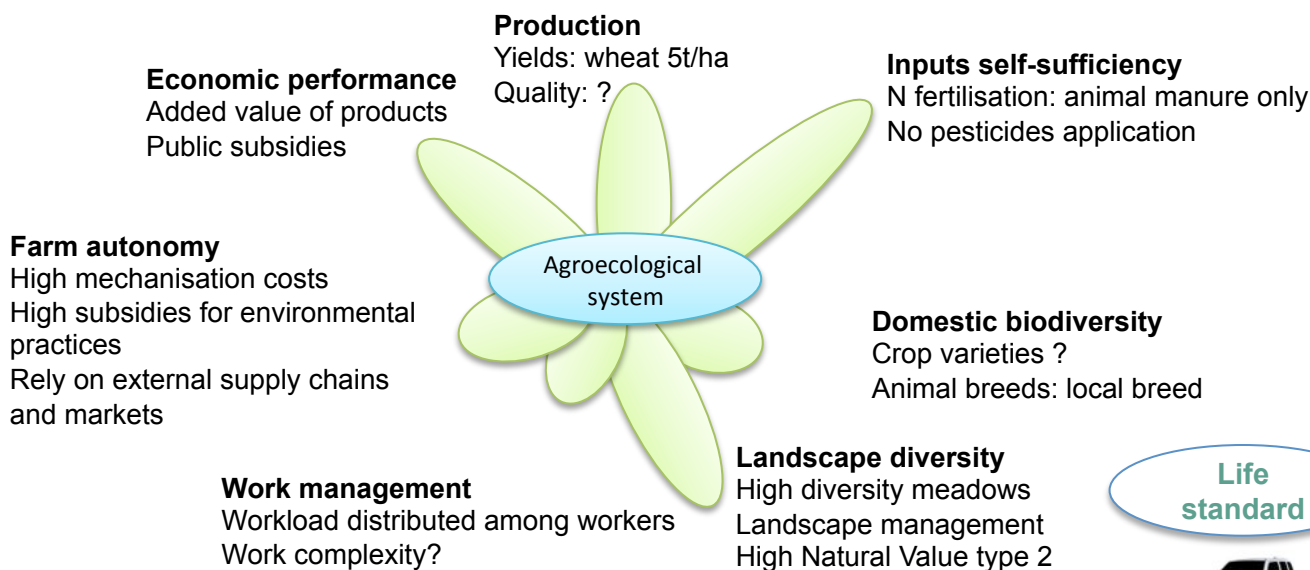 Production
Yields: wheat 5t/ha
Quality: ?
Economic performance
Added value of products
Public subsidies
Inputs self-sufficiency
N fertilisation: animal manure only
No pesticides application
Farm autonomy
High mechanisation costs
High subsidies for environmental
practices
Rely on external supply chains
and markets
Agroecological
system
Domestic biodiversity
Crop varieties ?
Animal breeds: local breed
Work management
Workload distributed among workers
Work complexity?
Landscape diversity
High diversity meadows
Landscape management
High Natural Value type 2
Life
standard